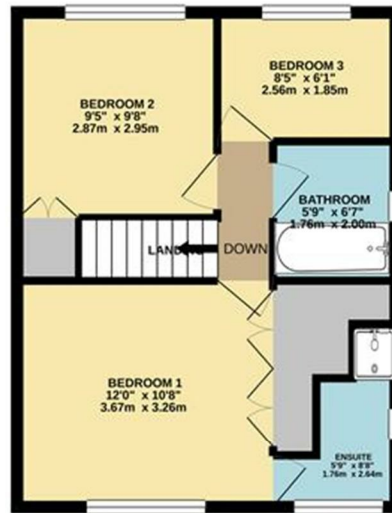 BEDROOM 2
9'5" x 9'8"
2.87m x 2.95m
BEDROOM 3
8'5" x 6'1"
2.56m x 1.85m
BATHROOM
5'9" x 6'7"
1.76m x 2.00m
DOWN
BEDROOM 1
12'0" x 10'8"
3.67m x 3.26m
ENSUITE
5'9" x 8'8"
1.76m x 2.64m